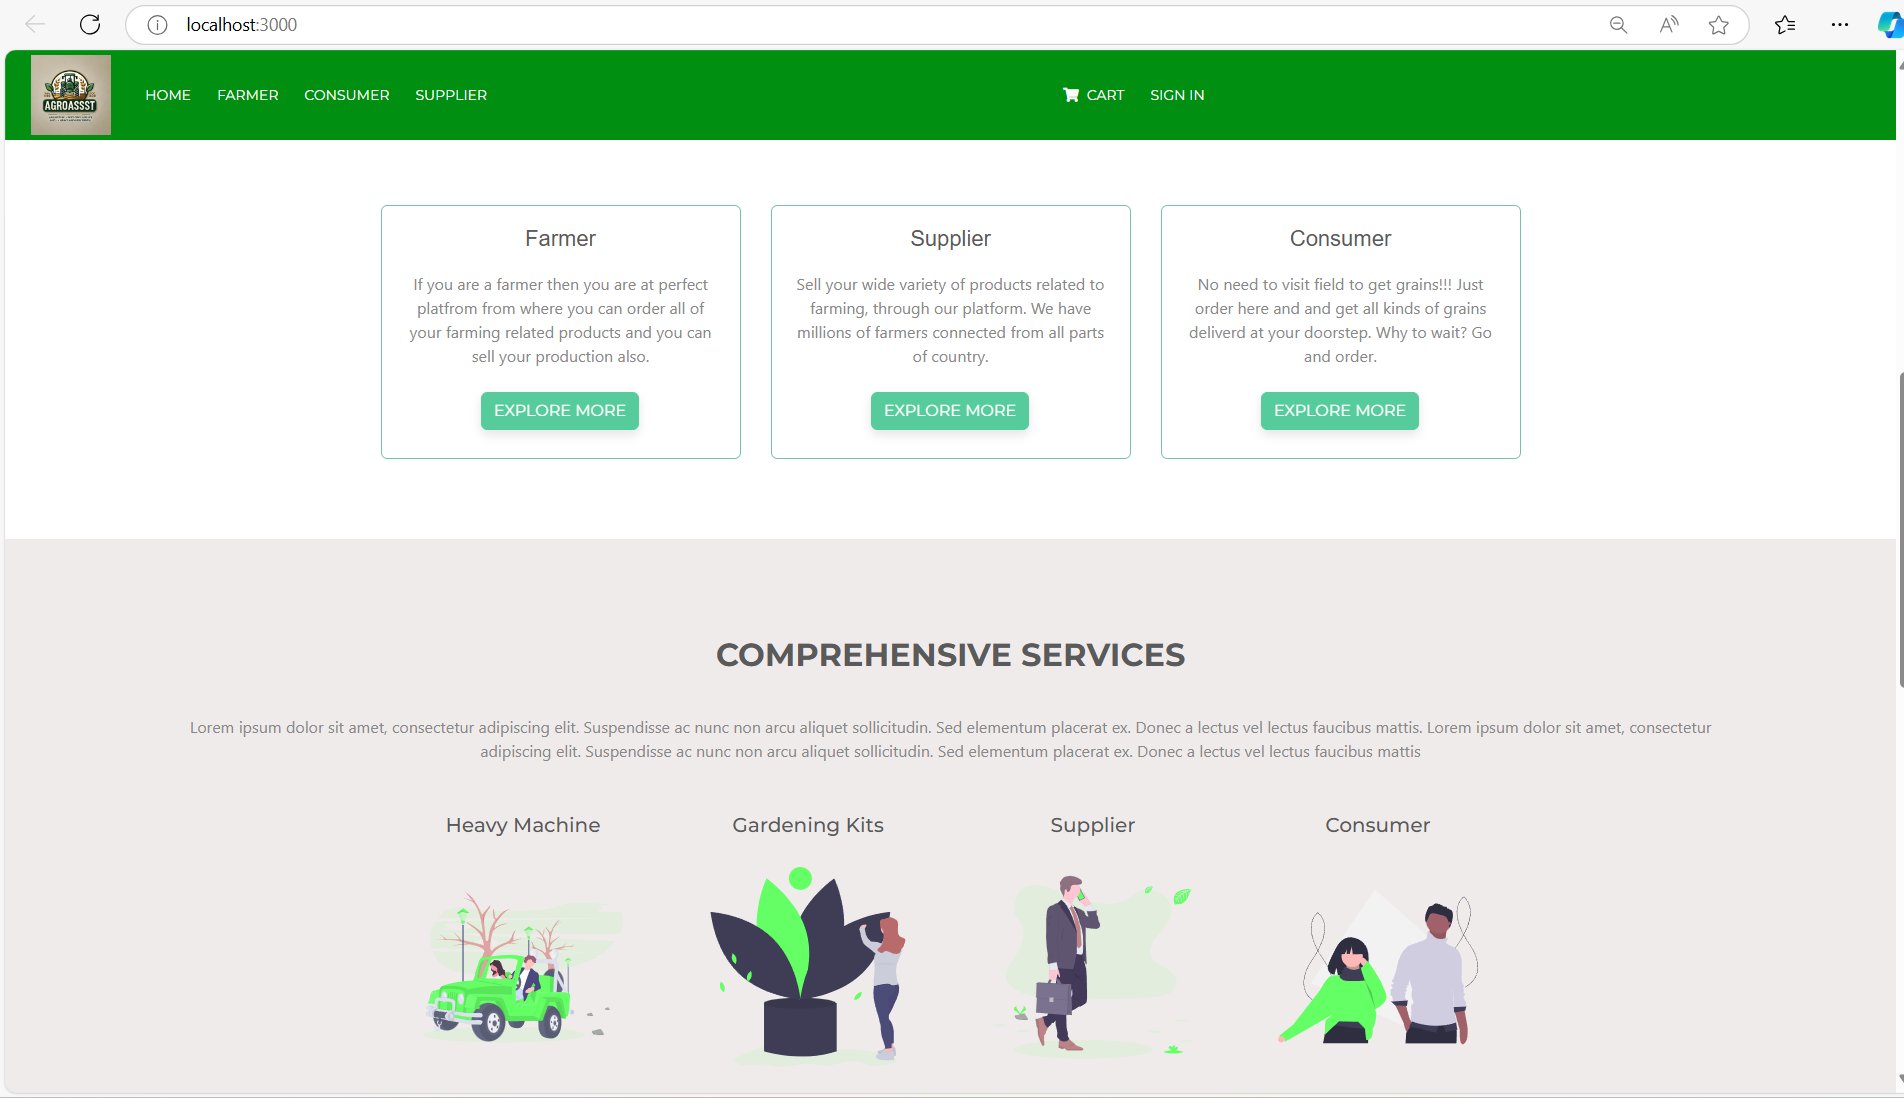 localhost:3000
AGROASSST
HOME FARMER CONSUMER SUPPLIER CART SIGN IN
Farmer
If you are a farmer then you are at perfect
platfrom from where you can order all of
your farming related products and you can
sell your production also.
EXPLORE MORE
Supplier
Sell your wide variety of products related to
farming, through our platform. We have
millions of farmers connected from all parts
of country.
EXPLORE MORE
Consumer
No need to visit field to get grains!!! Just
order here and and get all kinds of grains
deliverd at your doorstep. Why to wait? Go
and order.
EXPLORE MORE
COMPREHENSIVE SERVICES
Lorem ipsum dolor sit amet, consectetur adipiscing elit. Suspendisse ac nunc non arcu aliquet sollicitudin. Sed elementum placerat ex. Donec a lectus vel lectus faucibus mattis. Lorem ipsum dolor sit amet, consectetur
adipiscing elit. Suspendisse ac nunc non arcu aliquet sollicitudin. Sed elementum placerat ex. Donec a lectus vel lectus faucibus mattis
Heavy Machine
Gardening Kits
Supplier
Consumer